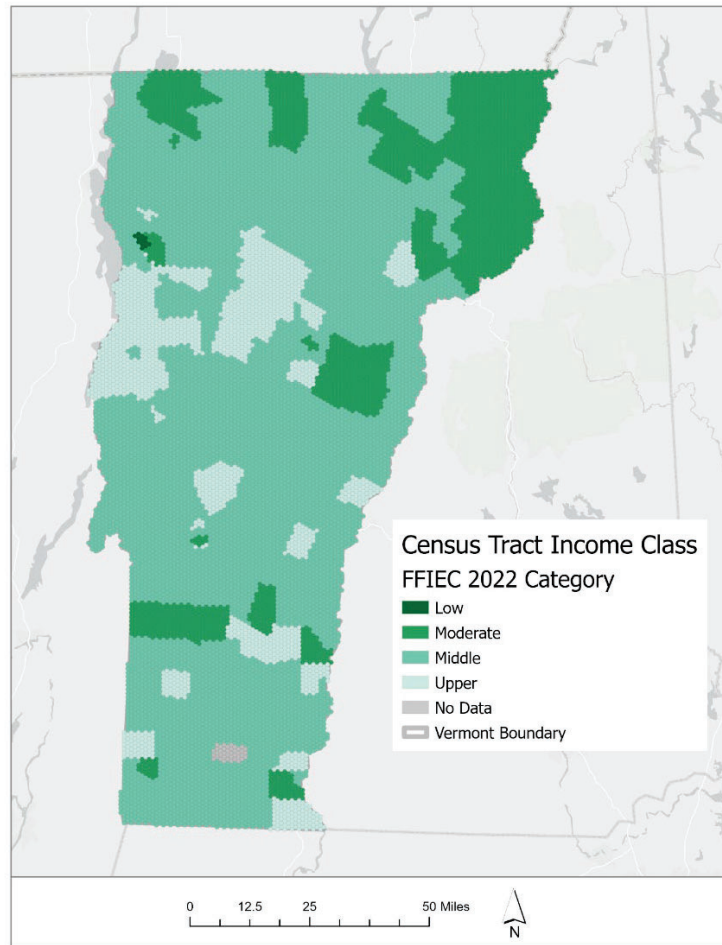 Census Tract Income Class
FFIEC 2022 Category
Low
Moderate
Middle
Upper
No Data
Vermont Boundary
0 12.5 25 50 Miles
N